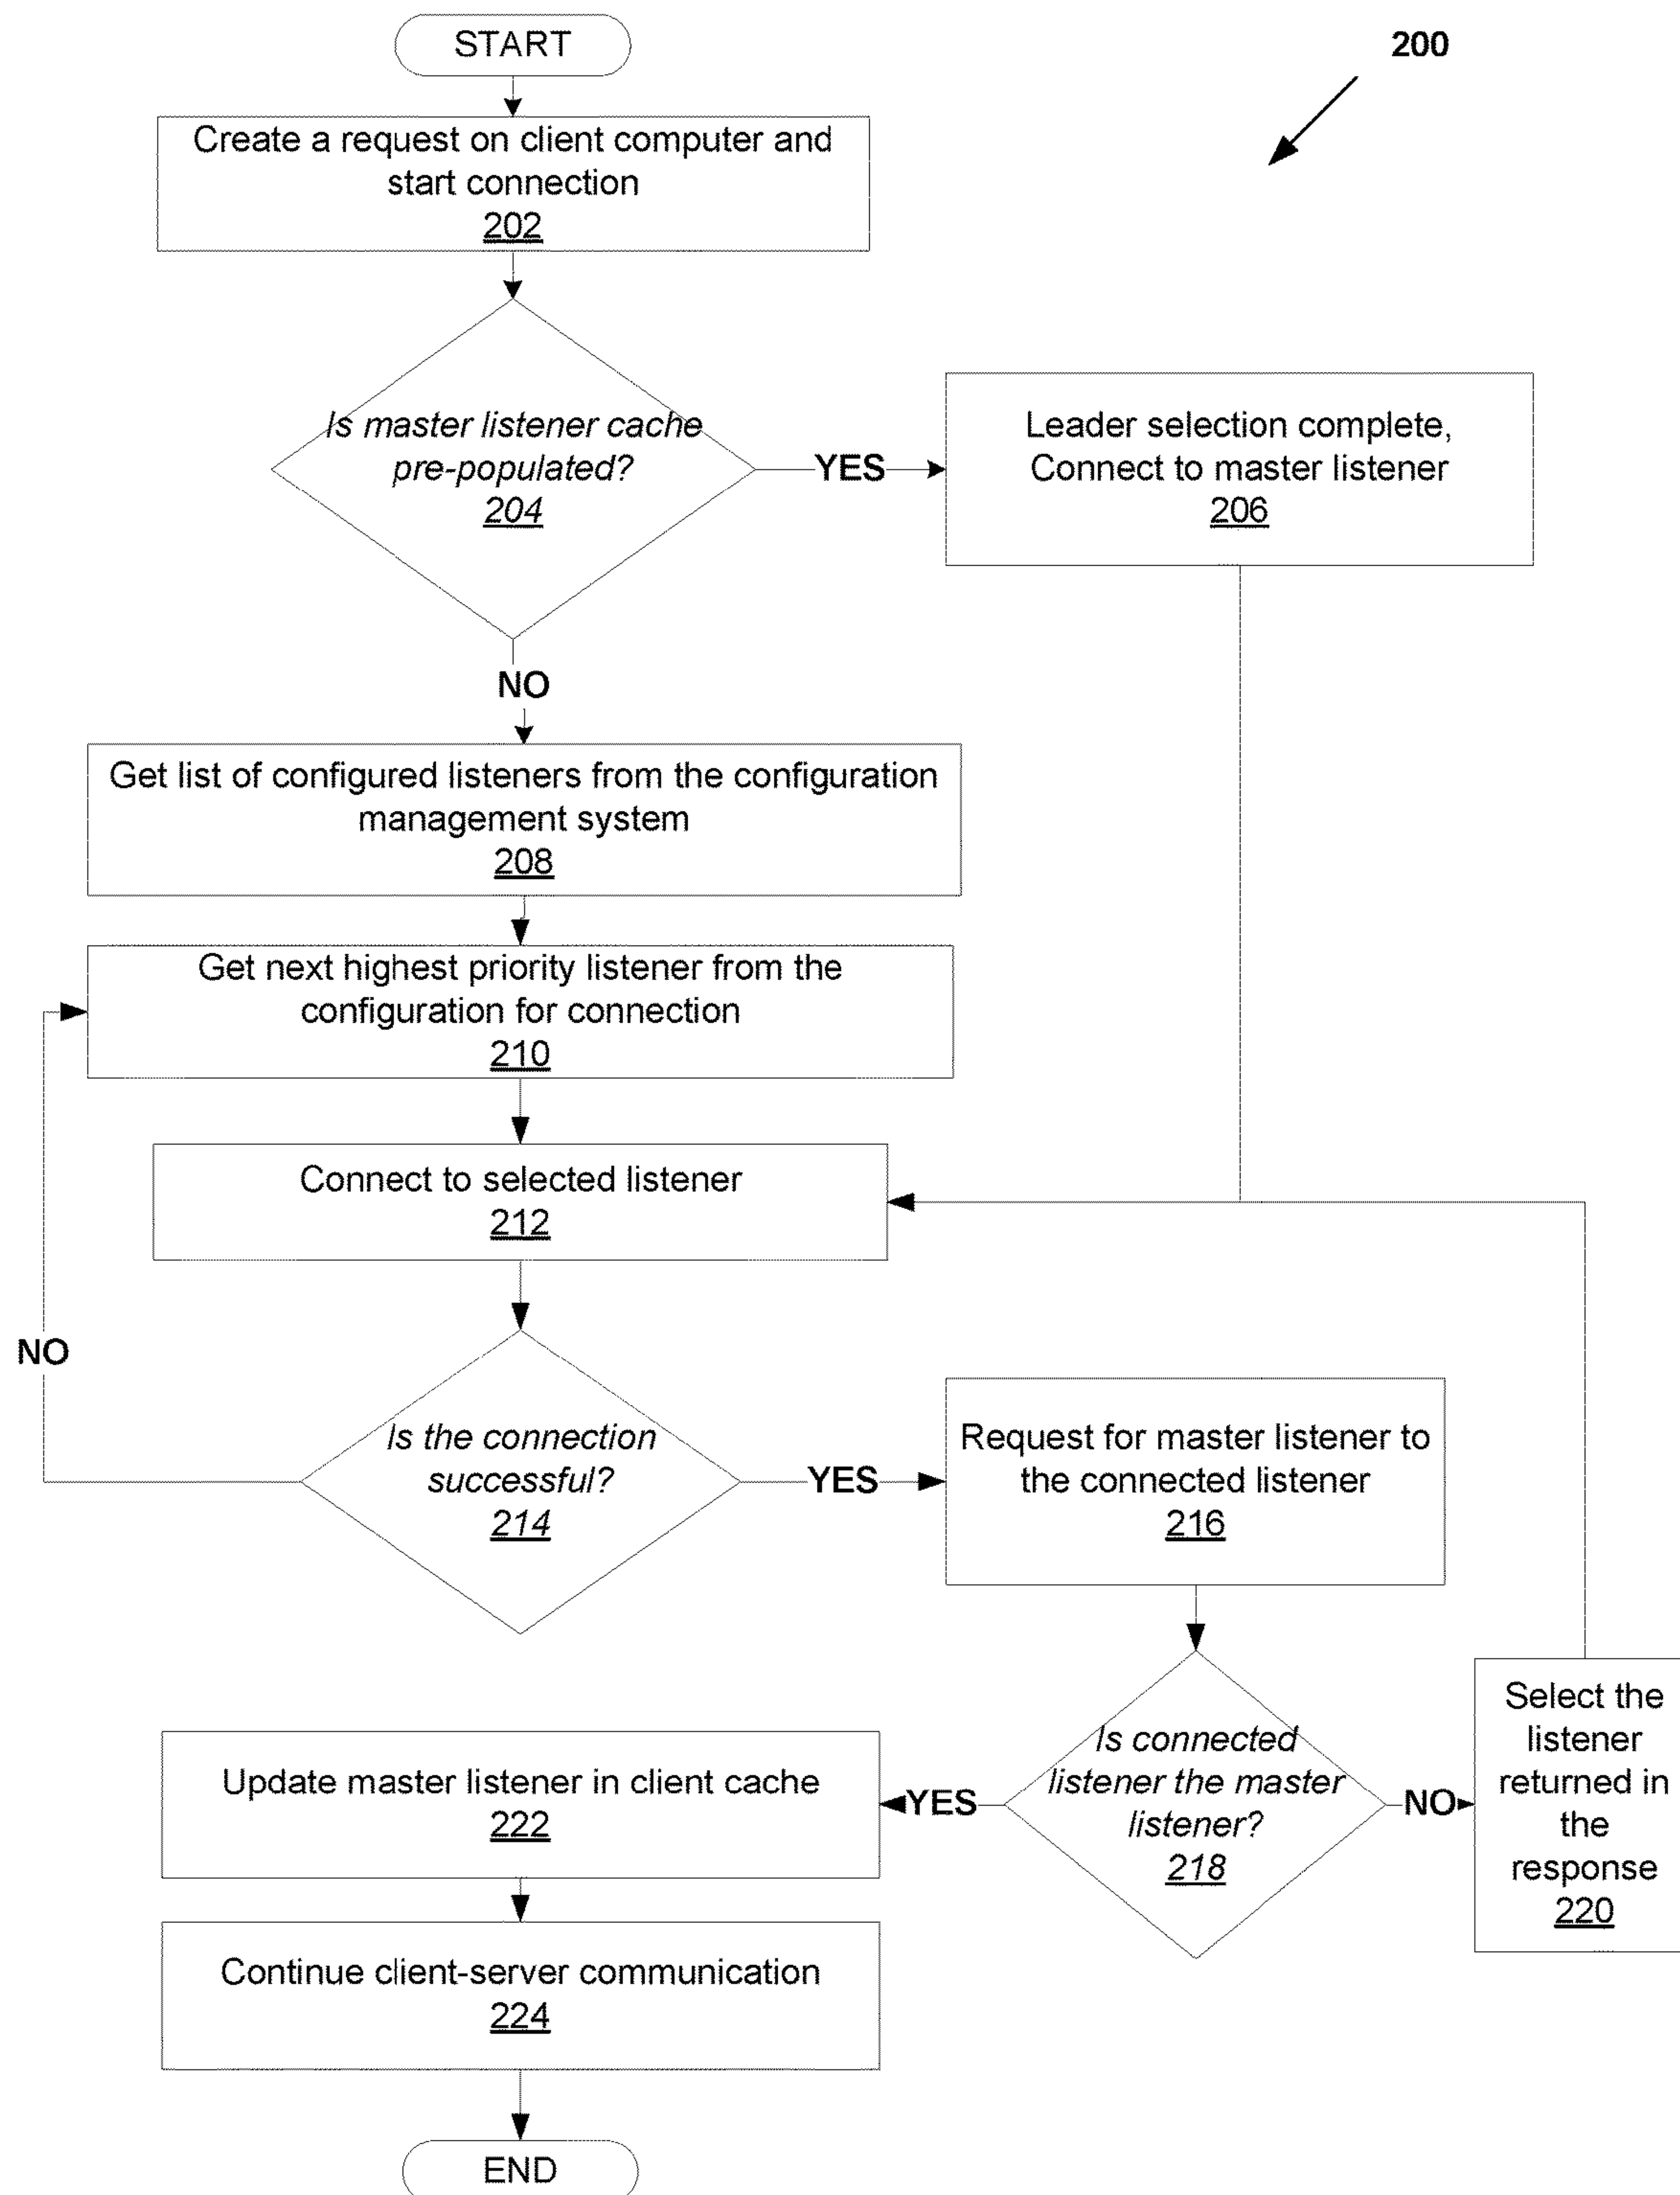 START
200
Create a request on client computer and
start connection
202
Is master listener cache
pre-populated?
204
YES
Leader selection complete,
Connect to master listener
206
NO
Get list of configured listeners from the configuration
management system
208
Get next highest priority listener from the
configuration for connection
210
Connect to selected listener
212
NO
Is the connection
successful?
214
YES
Request for master listener to
the connected listener
216
Is connected
listener the master
listener?
218
NO
Select the
listener
returned in
the
response
220
YES
Update master listener in client cache
222
Continue client-server communication
224
END